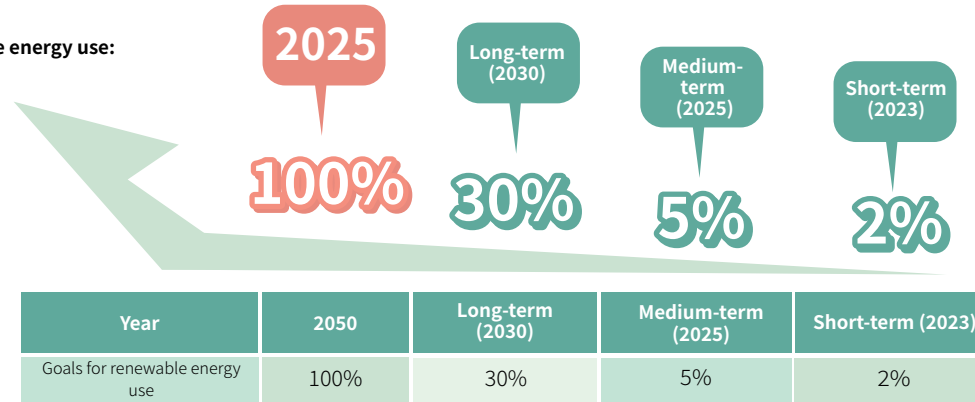 e energy use:
2025
Long-term
(2030)
Medium-
term
(2025)
Short-term
(2023)
100%
30%
5%
2%
Year
2050
Long-term
(2030)
Medium-term
(2025)
Short-term (2023)
Goals for renewable energy
use
100%
30%
5%
2%